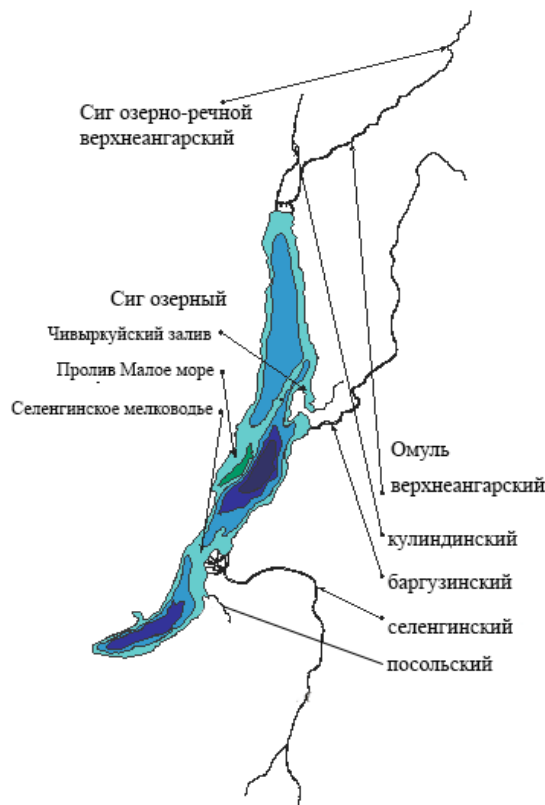 Сиг озерно-речной
верхнеангарский
Сиг озерный
Чивыркуйский залив
Пролив Малое море
Селенгинское мелководье
Омуль
верхнеангарский
кулиндинский
баргузинский
селенгинский
посольский